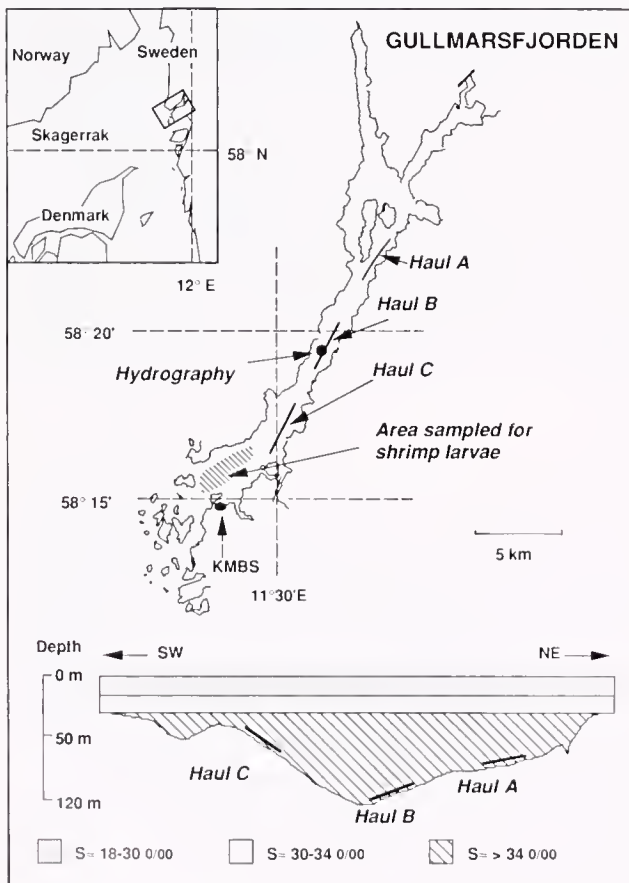 GULLMARSFJORDEN
Norway
Sweden
Skagerrak
58° N
Denmark
12° E
Haul A
Haul B
58° 20'
Hydrography
Haul C
Area sampled for
shrimp larvae
58° 15'
KMBS
5 km
11°30'E
Depth
SW
NE
0 m
50 m
120 m
Haul C
Haul A
Haul B
S= 18-30 0/00
S= 30-34 0/00
S= > 34 0/00